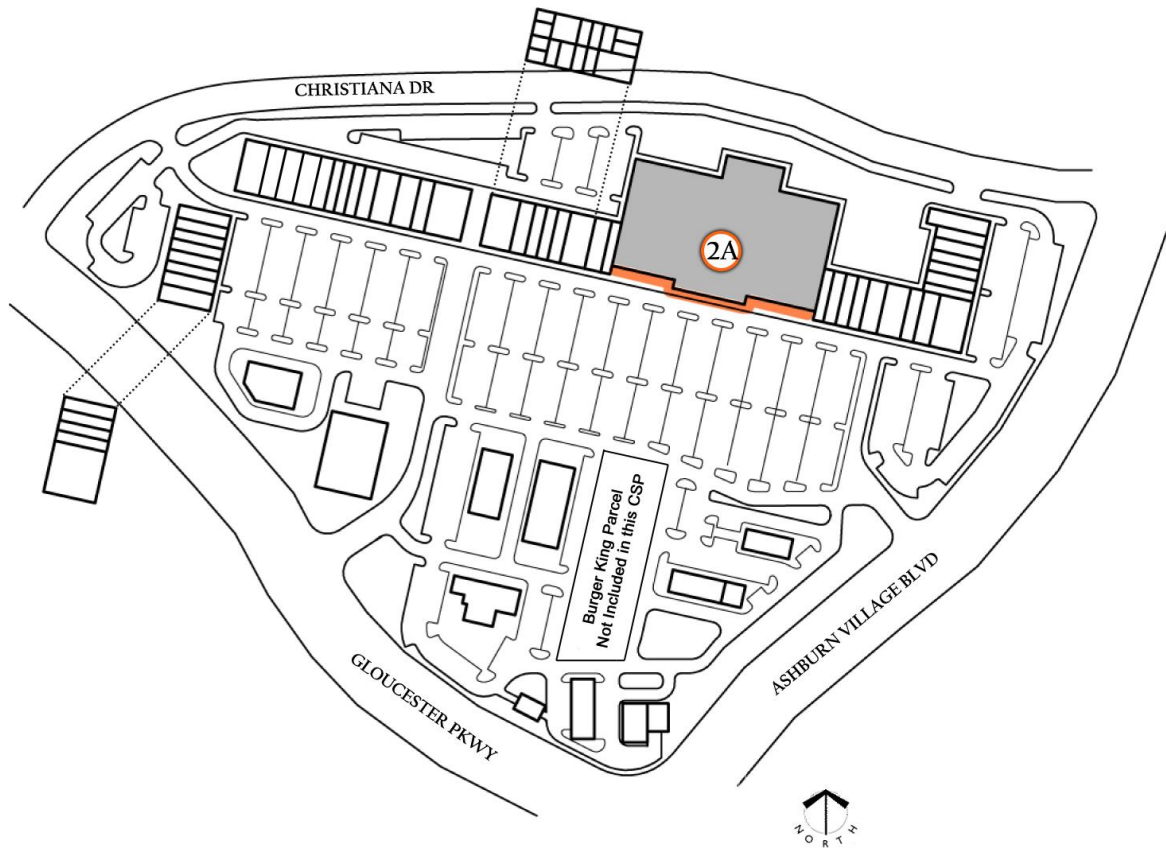 CHRISTIANA DR
2A
Burger King Parcel
Not Included in this CSP
ASHBURN VILLAGE BLVD
GLOUCESTER PKWY
NORTH